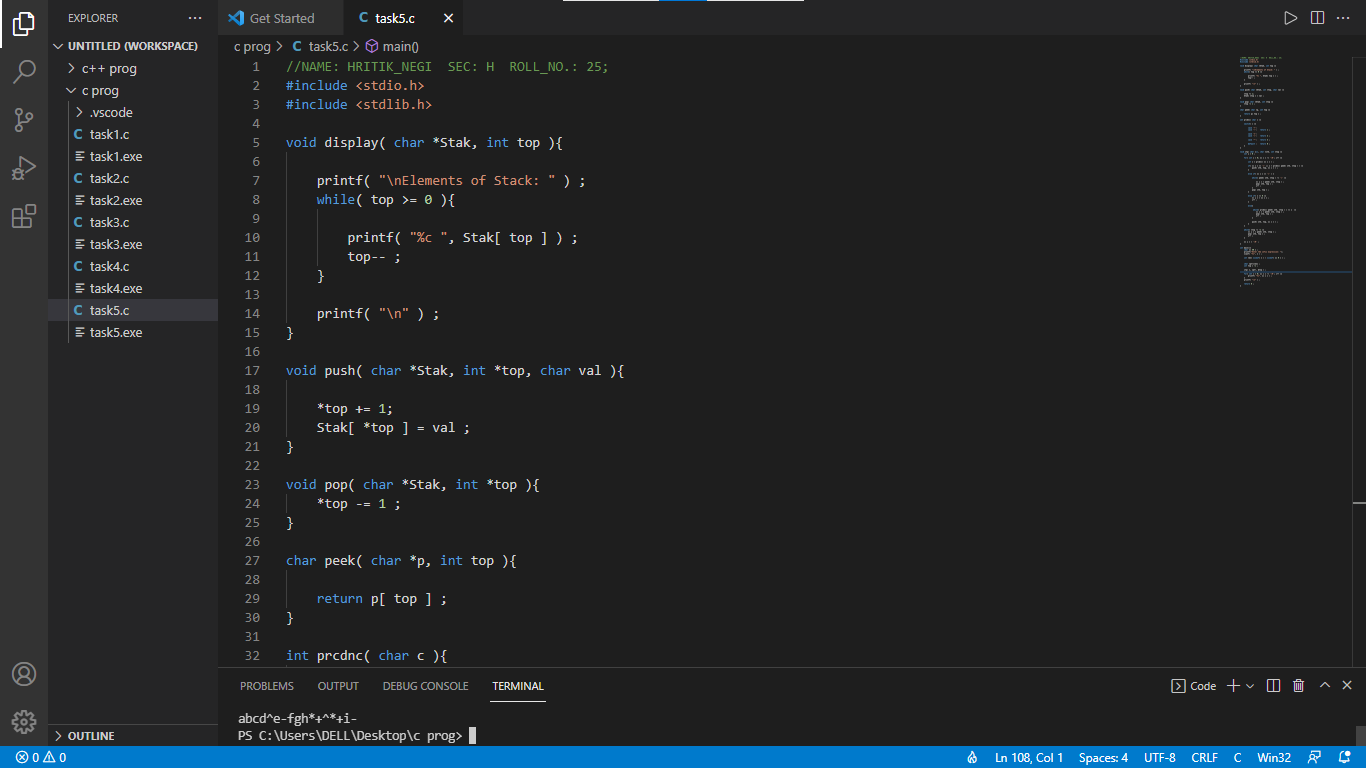 EXPLORER ···
UNTITLED (WORKSPACE)
c++ prog
c prog
.vscode
C task1.c
task1.exe
C task2.c
task2.exe
C task3.c
task3.exe
C task4.c
task4.exe
C task5.c
task5.exe
OUTLINE
Get Started
C task5.c
c prog > C task5.c > main()
1 //NAME: HRITIK_NEGI  SEC: H  ROLL_NO.: 25;
2 #include <stdio.h>
3 #include <stdlib.h>
4
5 void display( char *Stak, int top ){
6
7     printf( "\nElements of Stack: " ) ;
8     while( top >= 0 ){
9
10         printf( "%c ", Stak[ top ] ) ;
11         top-- ;
12     }
13
14     printf( "\n" ) ;
15 }
16
17 void push( char *Stak, int *top, char val ){
18
19     *top += 1;
20     Stak[ *top ] = val ;
21 }
22
23 void pop( char *Stak, int *top ){
24     *top -= 1 ;
25 }
26
27 char peek( char *p, int top ){
28
29     return p[ top ] ;
30 }
31
32 int prcdnc( char c ){
PROBLEMS OUTPUT DEBUG CONSOLE TERMINAL Code
abcd^e-fgh*+^*+i-
PS C:\Users\DELL\Desktop\c prog>
0 0 Ln 108, Col 1 Spaces: 4 UTF-8 CRLF C Win32